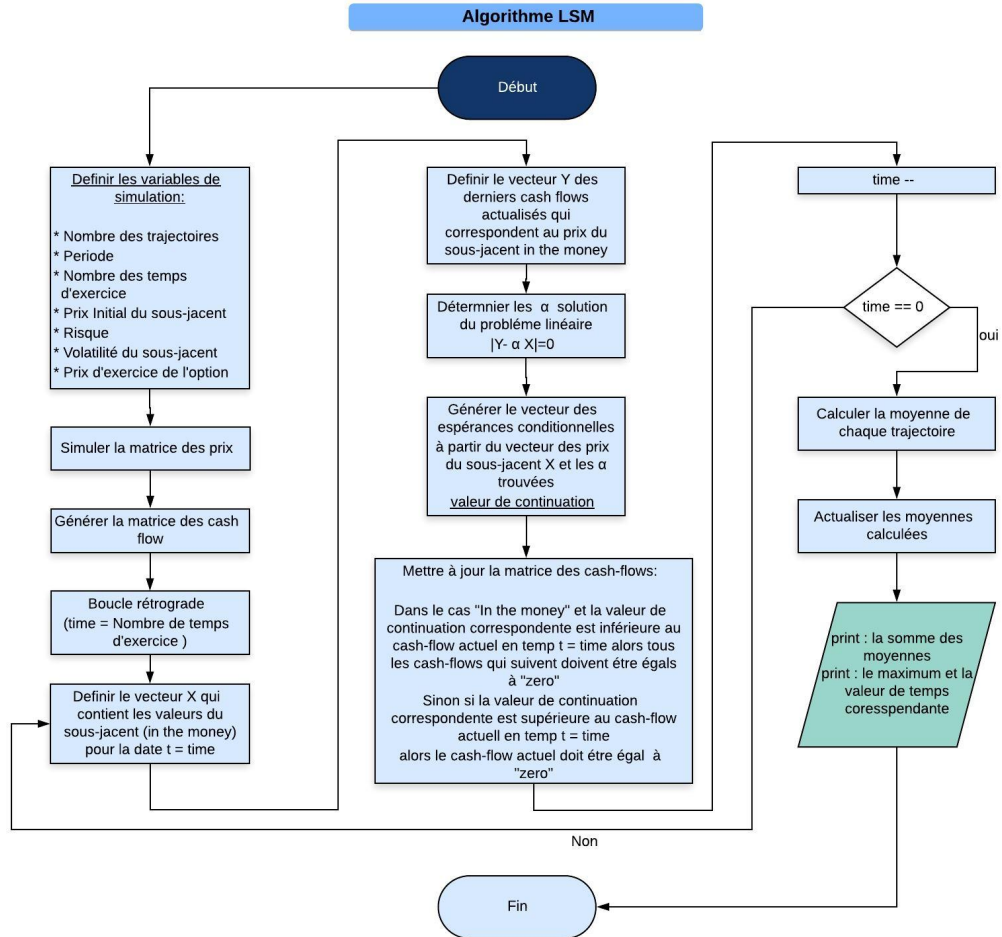 Algorithme LSM
Début
Definir les variables de
simulation:
* Nombre des trajectoires
* Periode
* Nombre des temps
d'exercice
* Prix Initial du sous-jacent
* Risque
* Volatilité du sous-jacent
* Prix d'exercice de l'option
Simuler la matrice des prix
Générer la matrice des cash
flow
Boucle rétrograde
(time = Nombre de temps
d'exercice )
Definir le vecteur X qui
contient les valeurs du
sous-jacent (in the money)
pour la date t = time
Definir le vecteur Y des
derniers cash flows
actualisés qui
correspondent au prix du
sous-jacent in the money
Détermnier les α solution
du probléme linéaire
|Y- α X|=0
Générer le vecteur des
espérances conditionnelles
à partir du vecteur des prix
du sous-jacent X et les α
trouvées
valeur de continuation
Mettre à jour la matrice des cash-flows:
Dans le cas "In the money" et la valeur de
continuation correspondente est inférieure au
cash-flow actuel en temp t = time alors tous
les cash-flows qui suivent doivent étre égals
à "zero"
Sinon si la valeur de continuation
correspondente est supérieure au cash-flow
actuell en temp t = time
alors le cash-flow actuel doit étre égal à
"zero"
time --
time == 0
oui
Non
Calculer la moyenne de
chaque trajectoire
Actualiser les moyennes
calculées
print : la somme des
moyennes
print : le maximum et la
valeur de temps
coresspendante
Fin